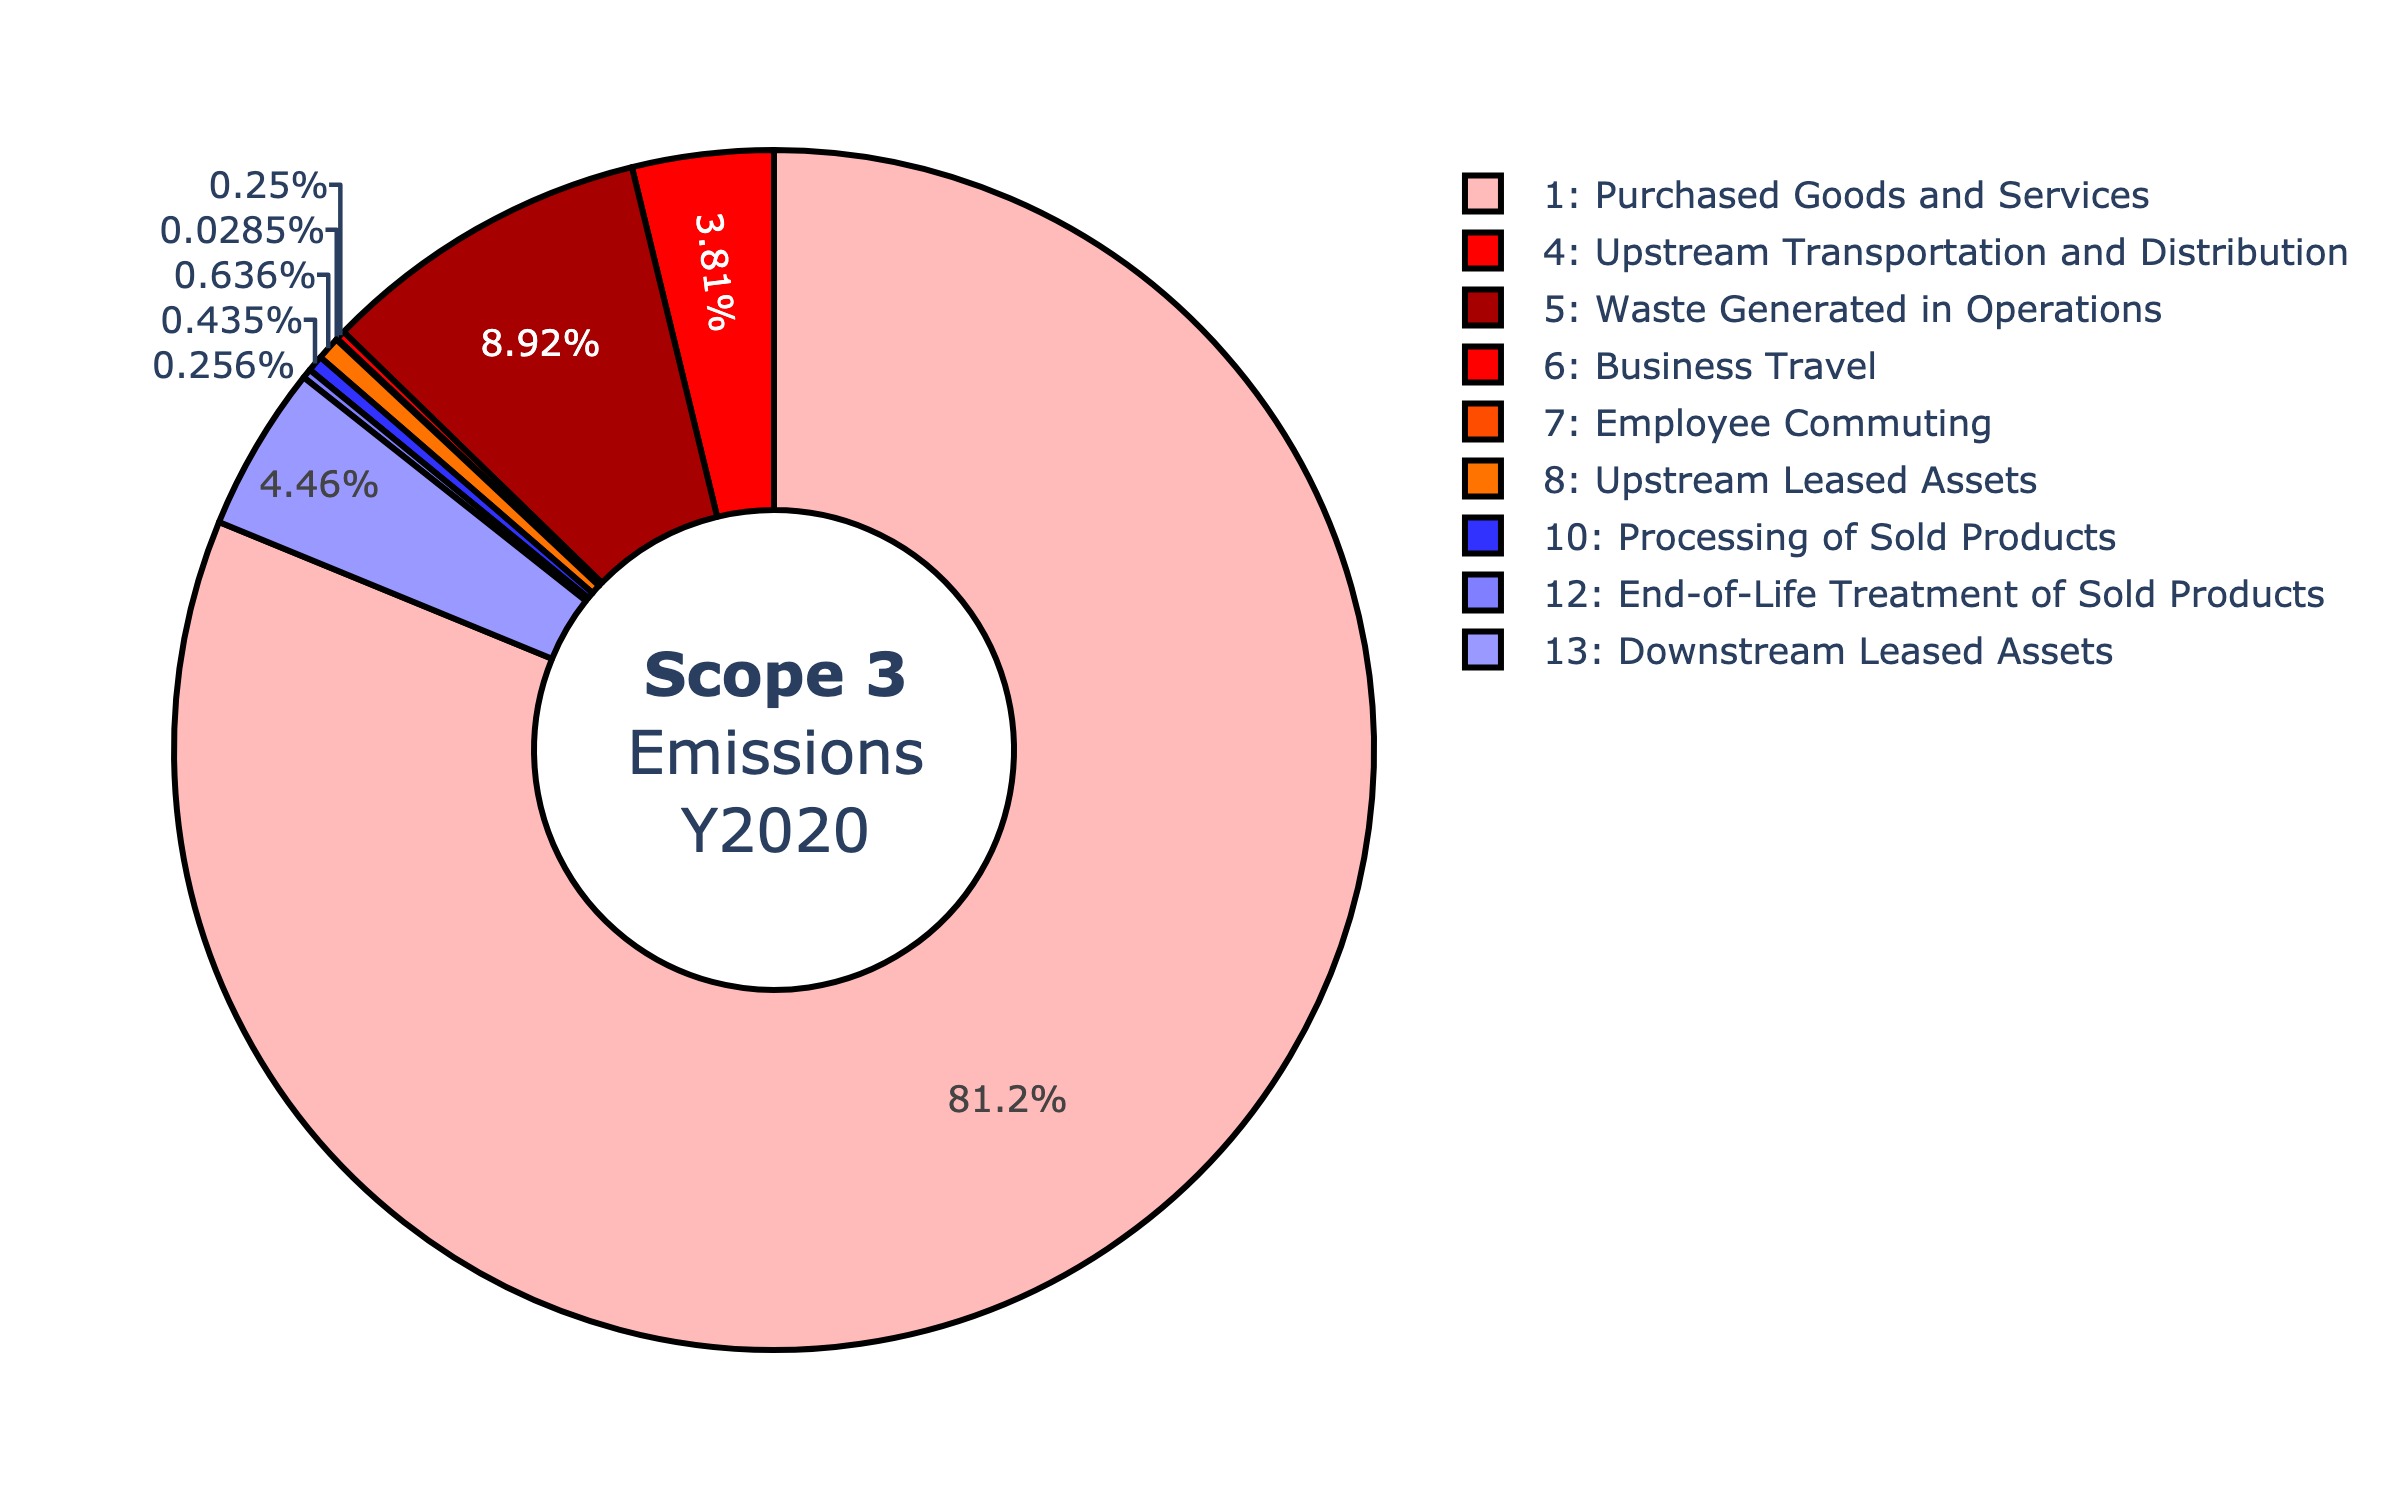 0.25%
0.0285%
0.636%
0.435%
0.256%
4.46%
8.92%
3.81%
81.2%
Scope 3
Emissions
Y2020
1: Purchased Goods and Services
4: Upstream Transportation and Distribution
5: Waste Generated in Operations
6: Business Travel
7: Employee Commuting
8: Upstream Leased Assets
10: Processing of Sold Products
12: End-of-Life Treatment of Sold Products
13: Downstream Leased Assets